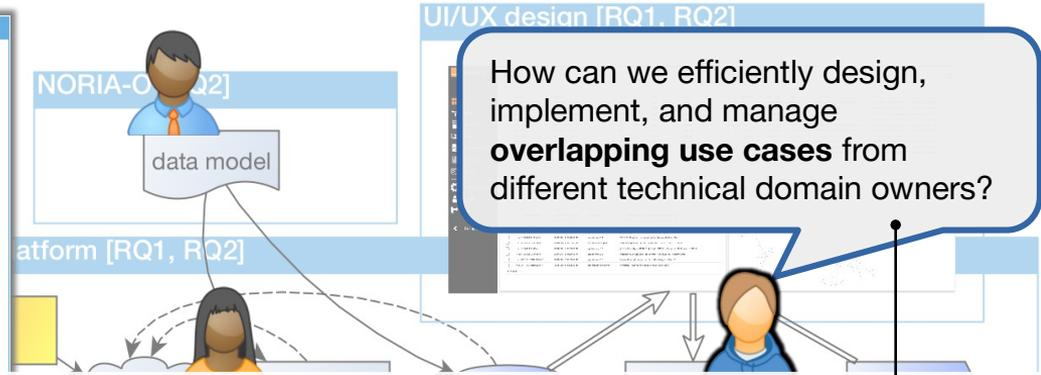 UI/UX design [RQ1, RQ2]
How can we efficiently design,
implement, and manage
overlapping use cases from
different technical domain owners?
NORIA-O Q2]
data model
atform [RQ1, RQ2]